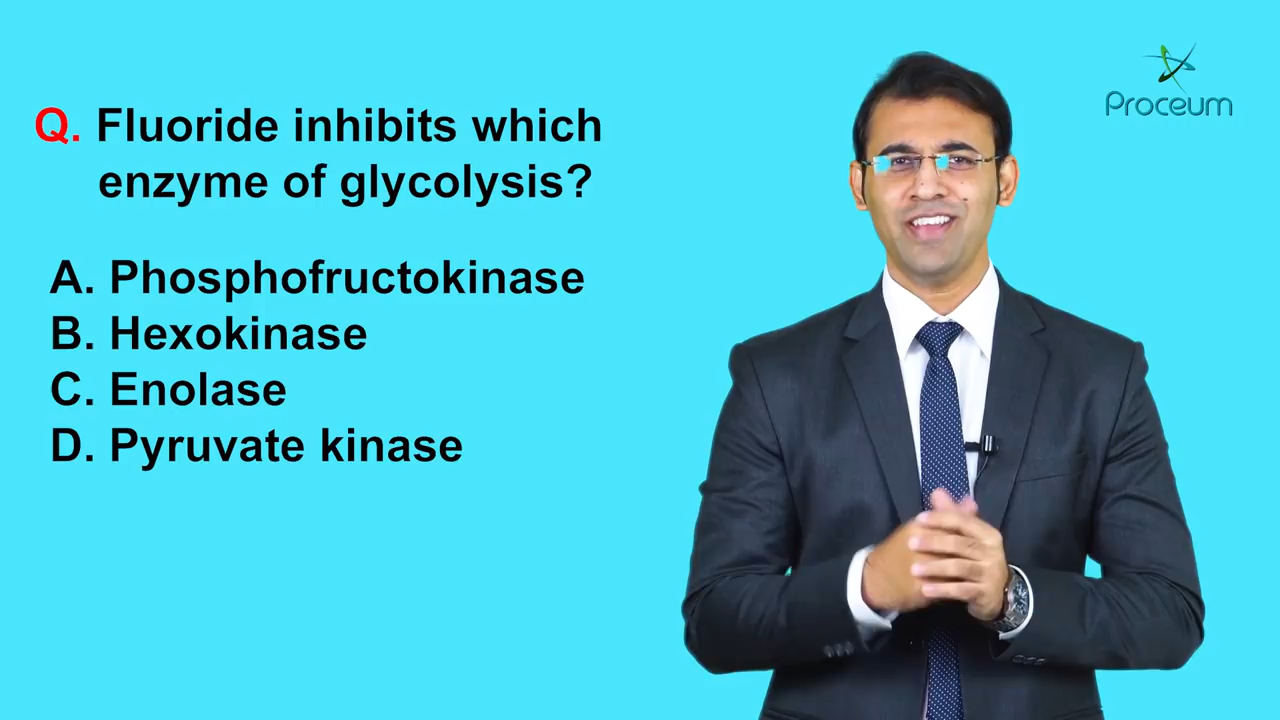 Q. Fluoride inhibits which
enzyme of glycolysis?
A. Phosphofructokinase
B. Hexokinase
C. Enolase
D. Pyruvate kinase
Proceum